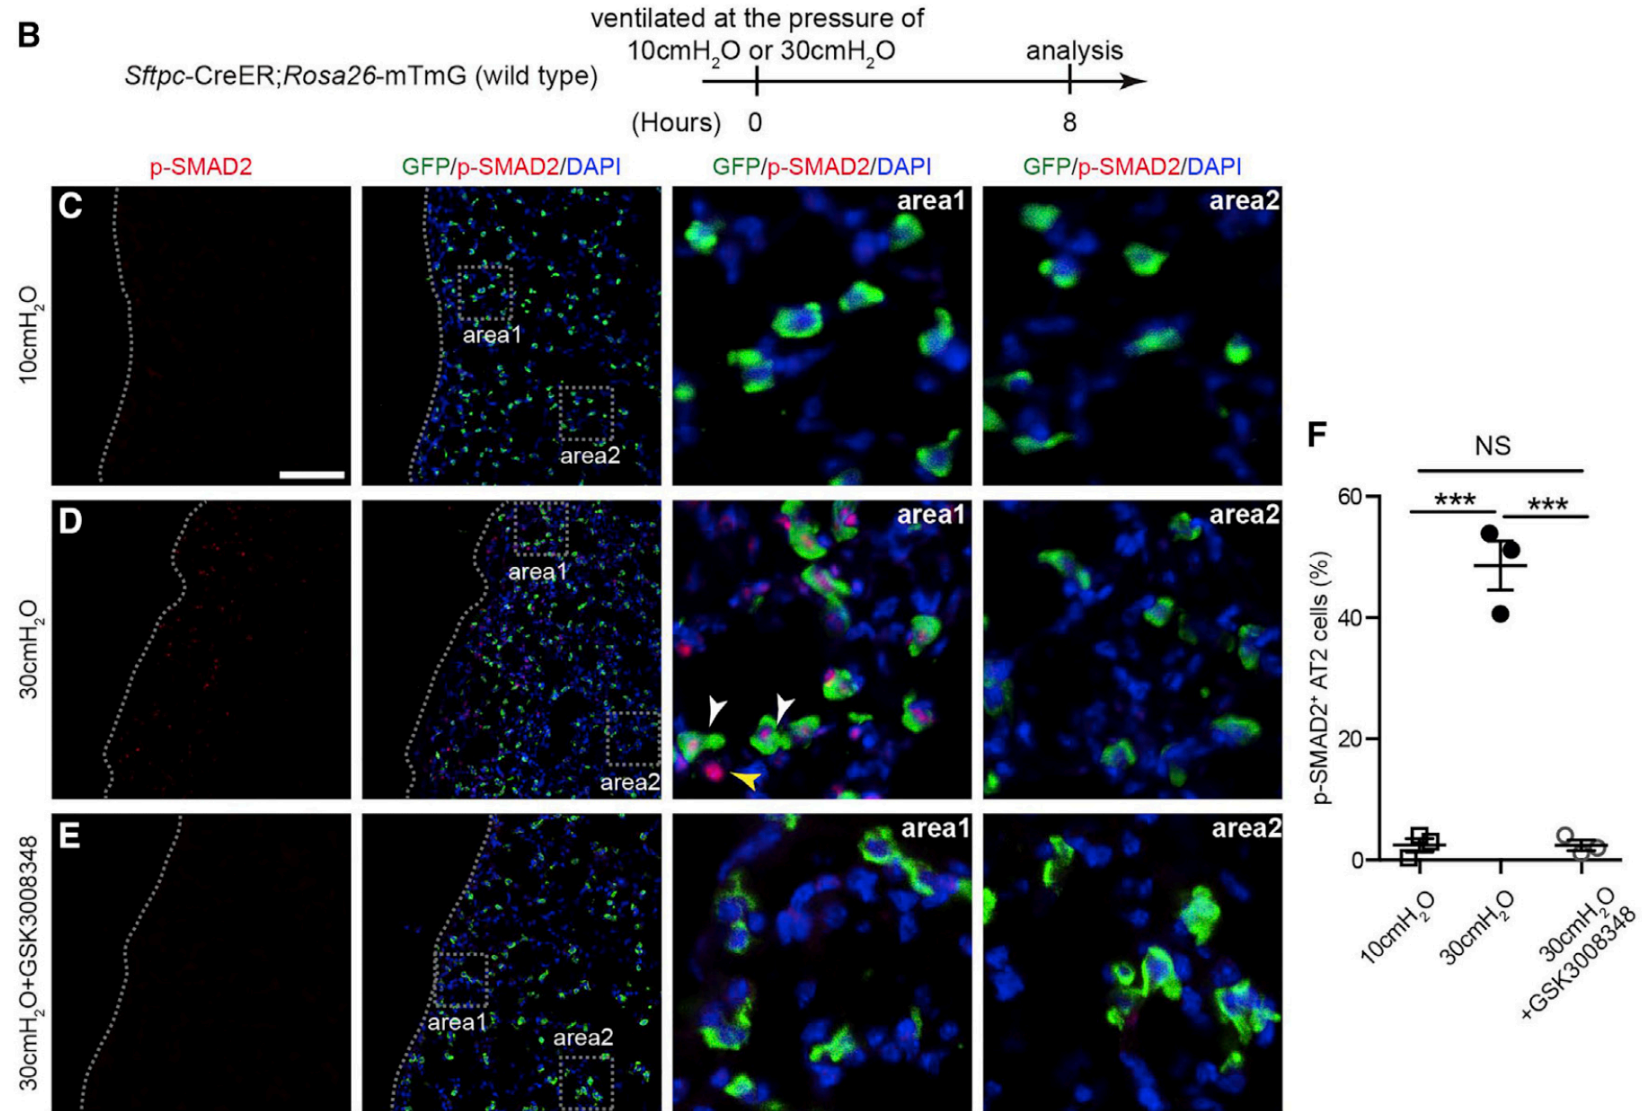 B
ventilated at the pressure of
10cmH₂O or 30cmH₂O
analysis
Sftpc-CreER;Rosa26-mTmG (wild type)
(Hours) 0 8
p-SMAD2 GFP/p-SMAD2/DAPI GFP/p-SMAD2/DAPI GFP/p-SMAD2/DAPI
10cmH₂O
C
area1
area2
area1
area2
30cmH₂O
D
area1
area2
area1
area2
30cmH₂O+GSK3008348
E
area1
area2
area1
area2
F
NS
*** ***
p-SMAD2⁺ AT2 cells (%)
60
40
20
0
10cmH₂O
30cmH₂O
30cmH₂O
+GSK3008348